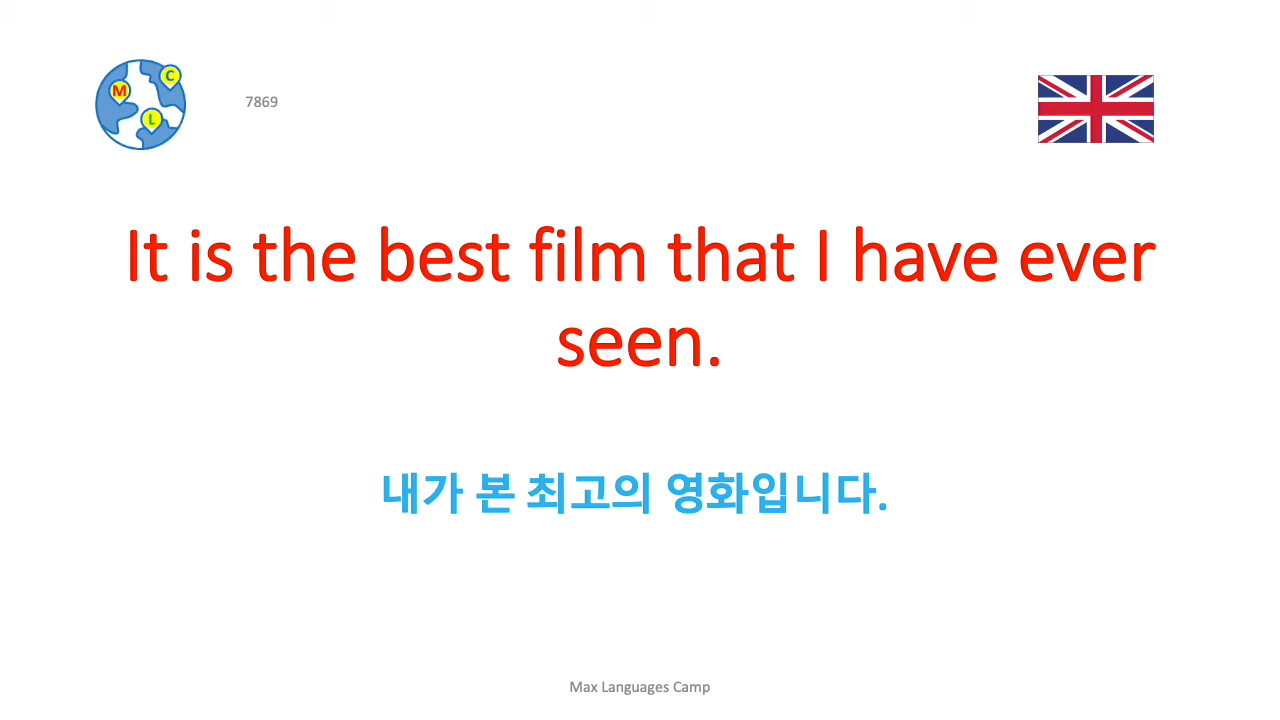 M
C
L
7869
It is the best film that I have ever
seen.
내가 본 최고의 영화입니다.
Max Languages Camp